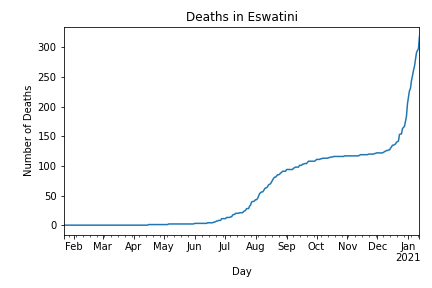 Deaths in Eswatini
Number of Deaths
300
250
200
150
100
50
0
Feb Mar Apr May Jun Jul Aug Sep Oct Nov Dec Jan
2021
Day